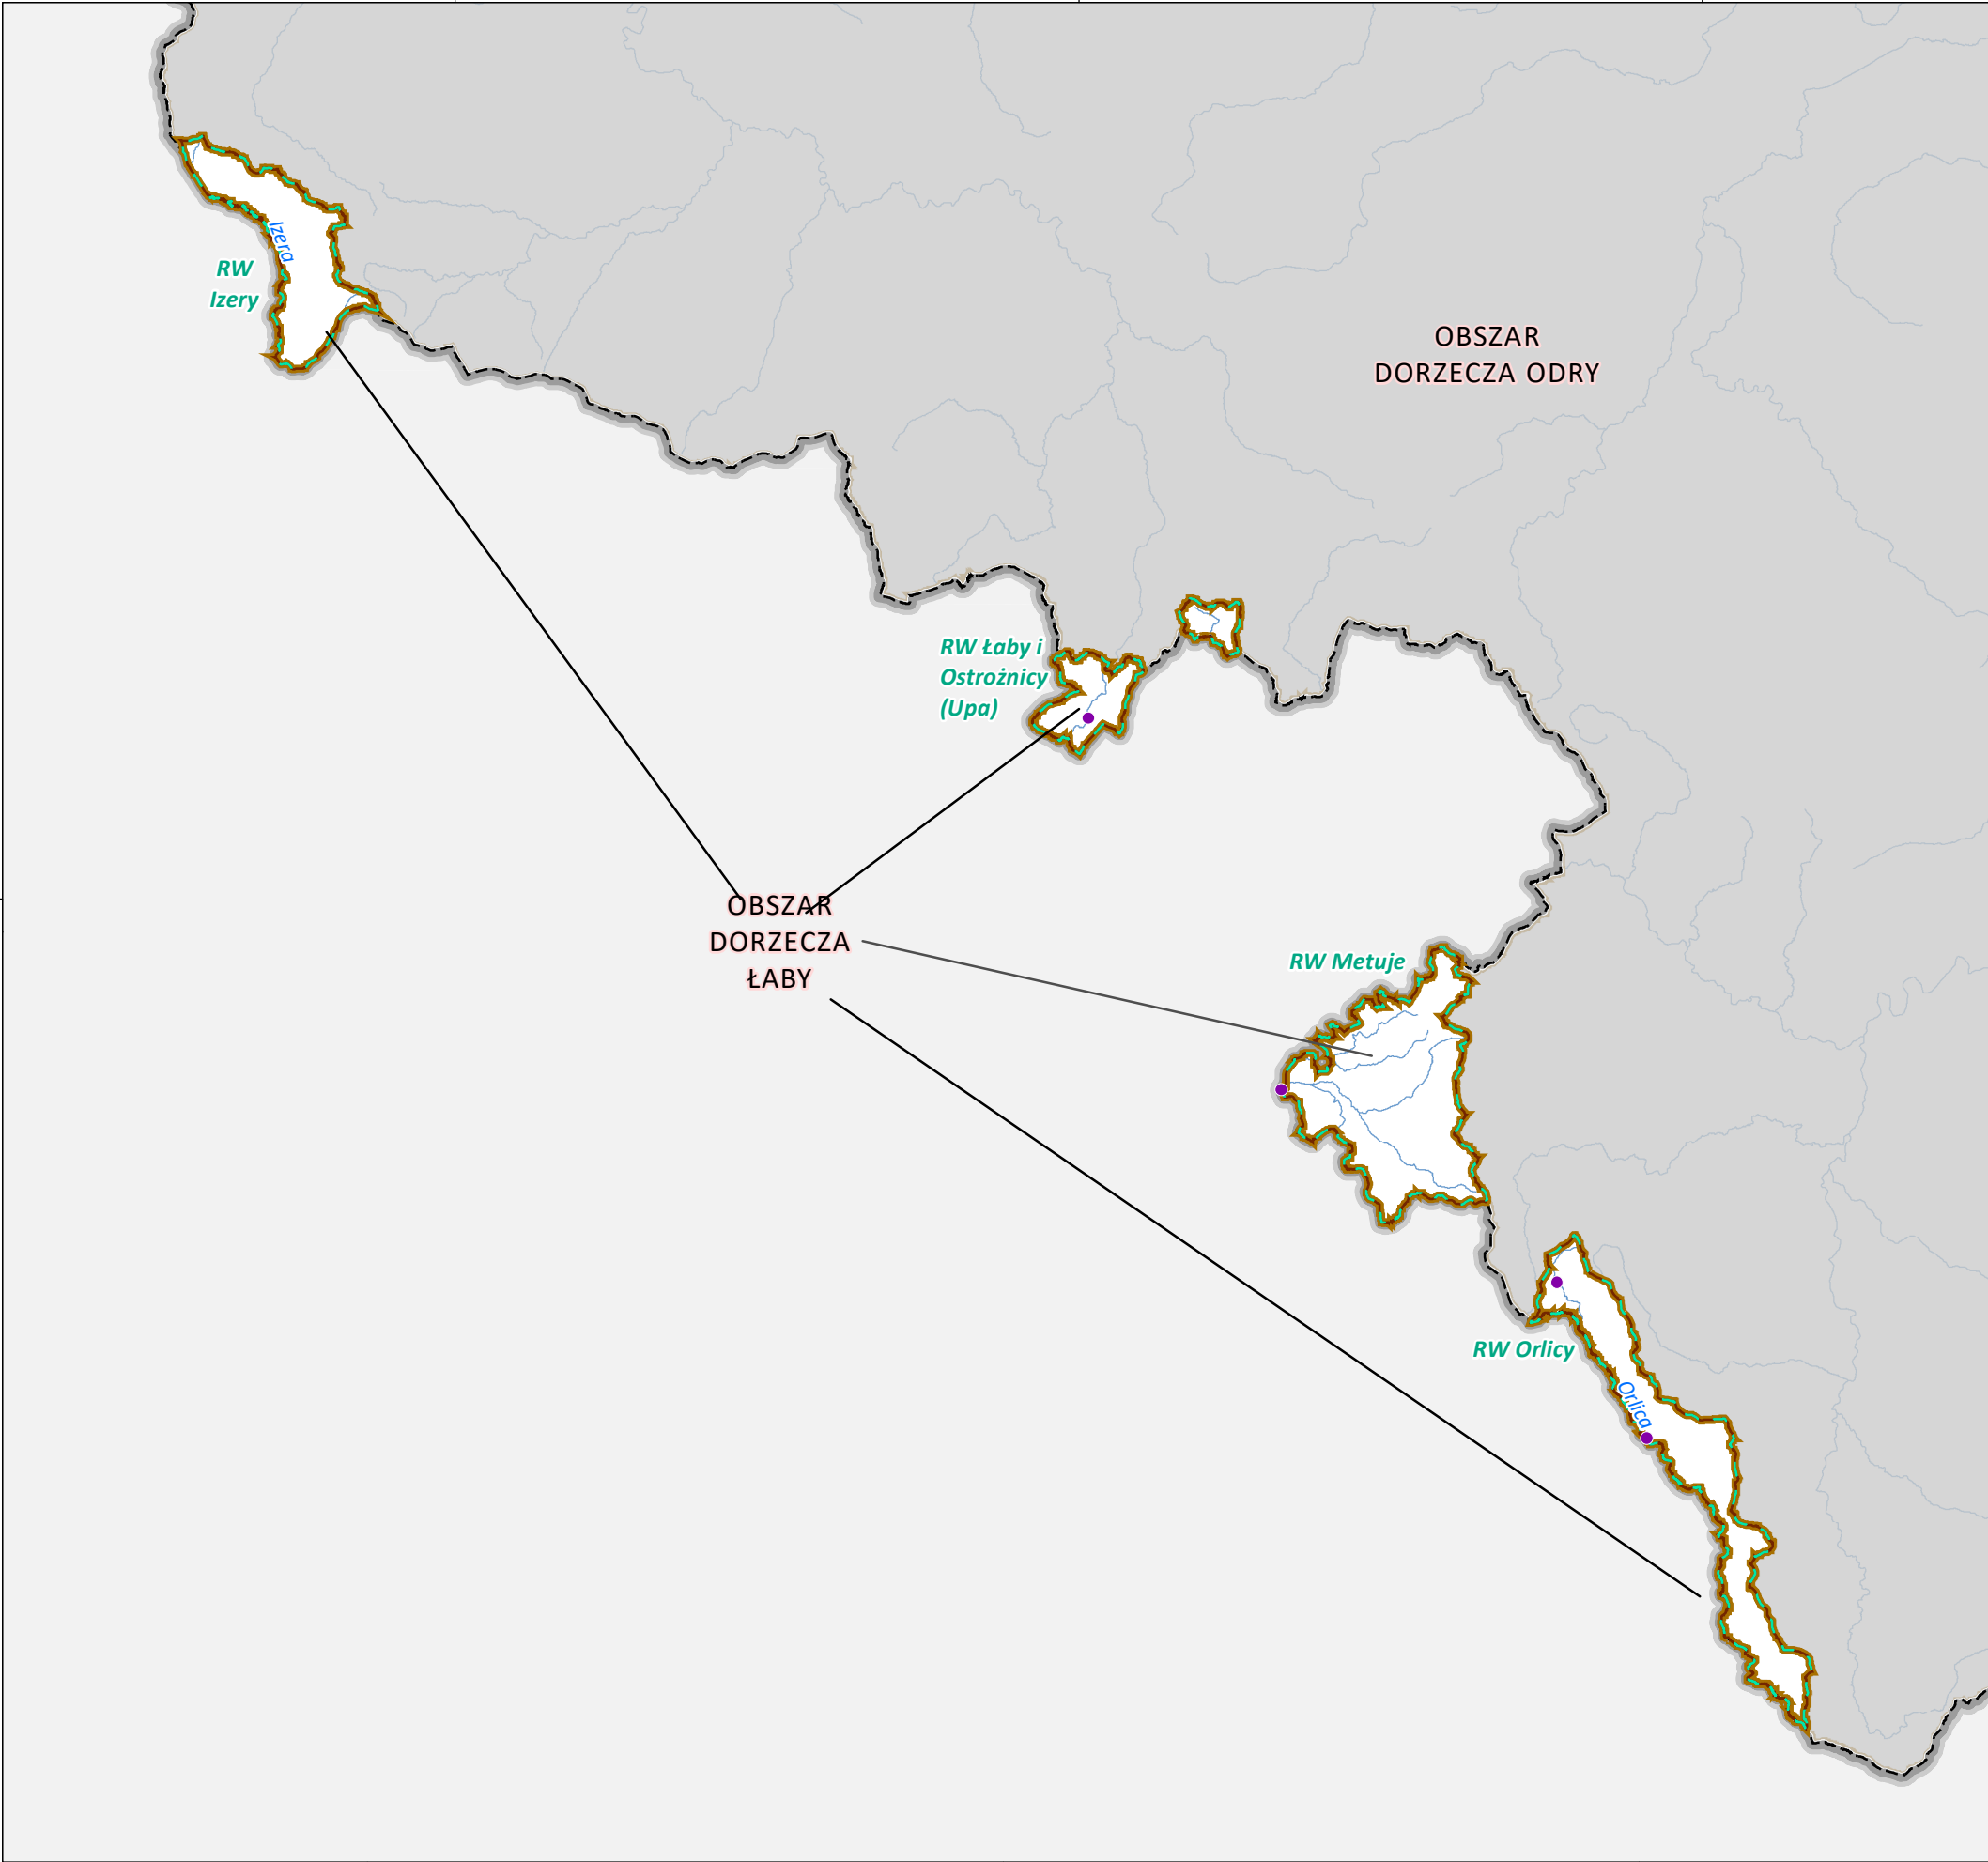 Izera
RW
Izery
OBSZAR
DORZECZA ODRY
RW Łaby i
Ostrożnicy
(Upa)
OBSZAR
DORZECZA
ŁABY
RW Metuje
RW Orlicy
Orlica